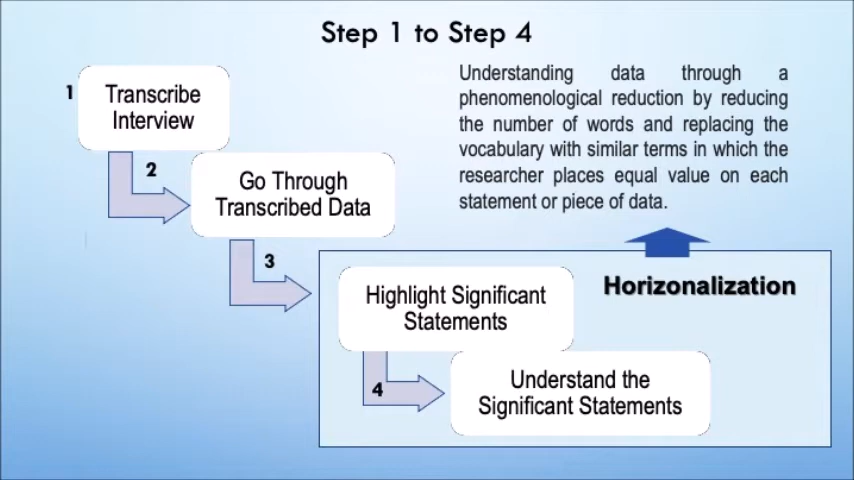 Step 1 to Step 4
1
Transcribe
Interview
2
Go Through
Transcribed Data
Understanding data through a
phenomenological reduction by reducing
the number of words and replacing the
vocabulary with similar terms in which the
researcher places equal value on each
statement or piece of data.
3
Horizonalization
Highlight Significant
Statements
4
Understand the
Significant Statements